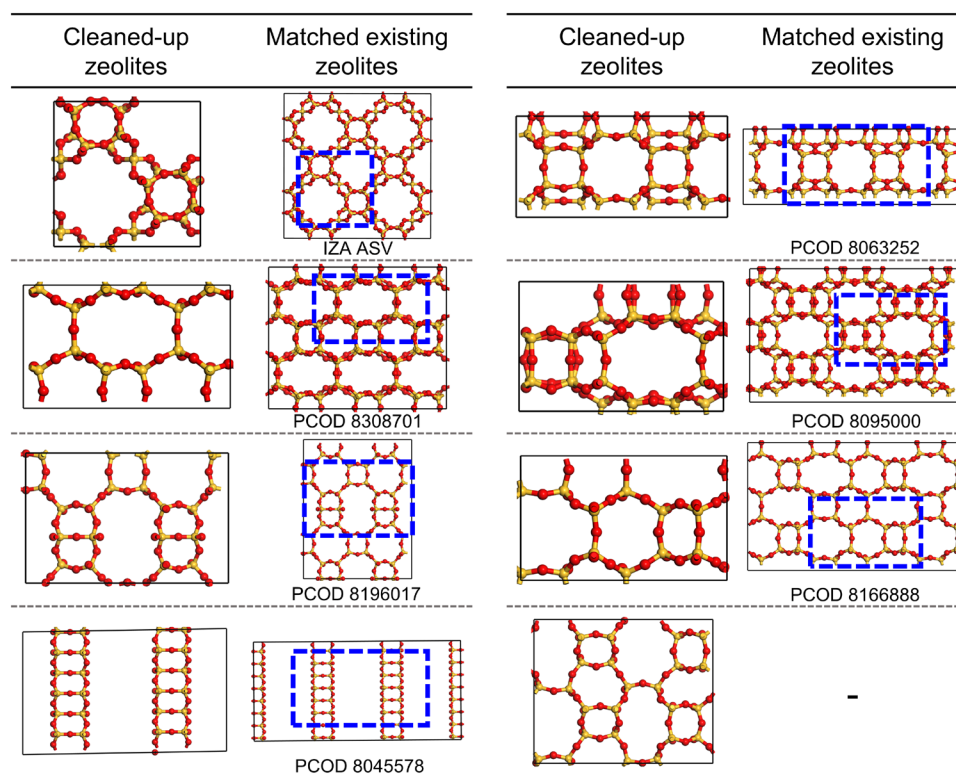 Cleaned-up
zeolites
Matched existing
zeolites
Cleaned-up
zeolites
Matched existing
zeolites
IZA ASV
PCOD 8063252
PCOD 8308701
PCOD 8095000
PCOD 8196017
PCOD 8166888
PCOD 8045578
-